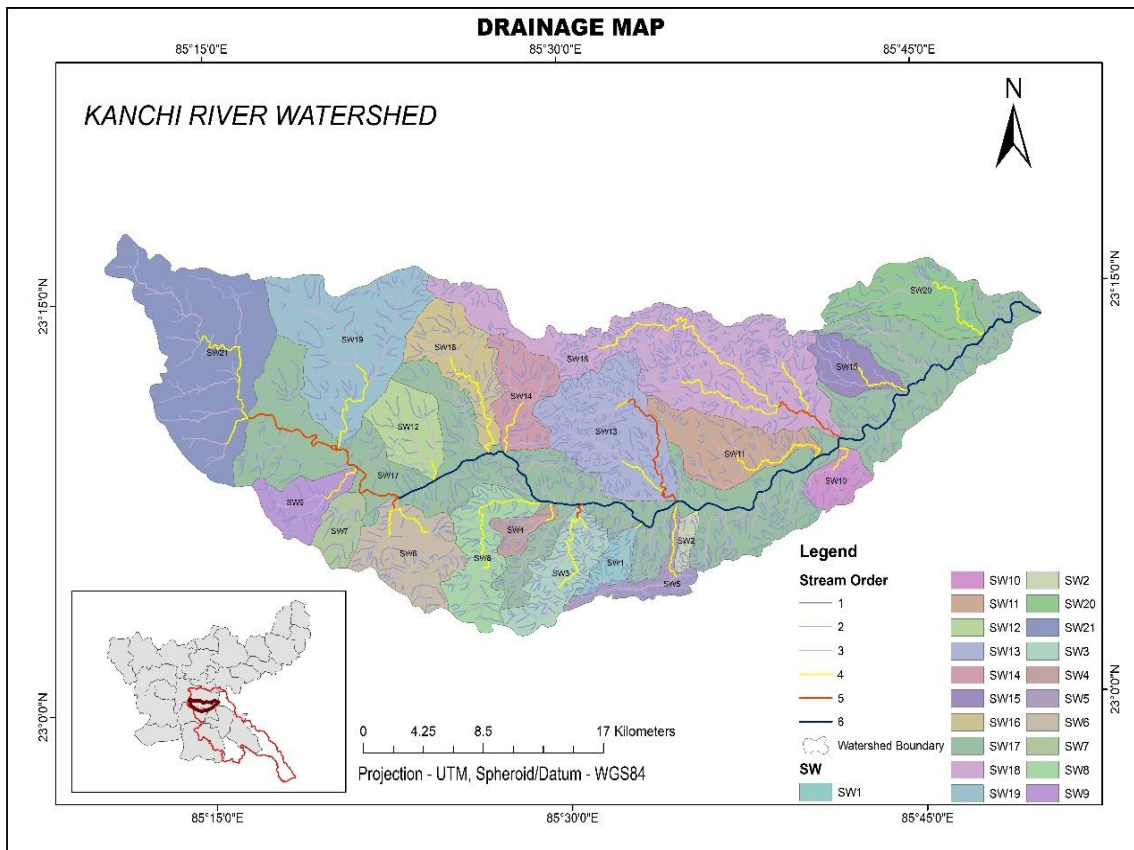 DRAINAGE MAP
85°15'0"E 85°30'0"E 85°45'0"E
KANCHI RIVER WATERSHED
N
23°15'0"N
23°15'0"N
SW20
SW21
SW19
SW16
SW18
SW15
SW14
SW12
SW13
SW11
SW17
SW10
SW9
SW7
SW6
SW8
SW4
SW3
SW1
SW2
SW5
Legend
Stream Order
1
2
3
4
5
6
Watershed Boundary
SW
SW1
SW10
SW11
SW12
SW13
SW14
SW15
SW16
SW17
SW18
SW19
SW2
SW20
SW21
SW3
SW4
SW5
SW6
SW7
SW8
SW9
23°0'0"N
23°0'0"N
0 4.25 8.5 17 Kilometers
Projection - UTM, Spheroid/Datum - WGS84
85°15'0"E 85°30'0"E 85°45'0"E